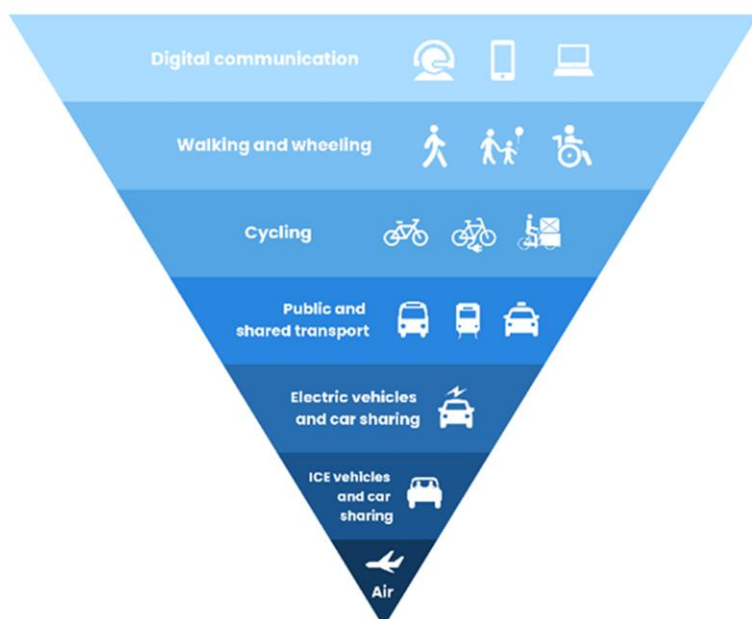 Digital communication
Walking and wheeling
Cycling
Public and
shared transport
Electric vehicles
and car sharing
ICE vehicles
and car
sharing
Air